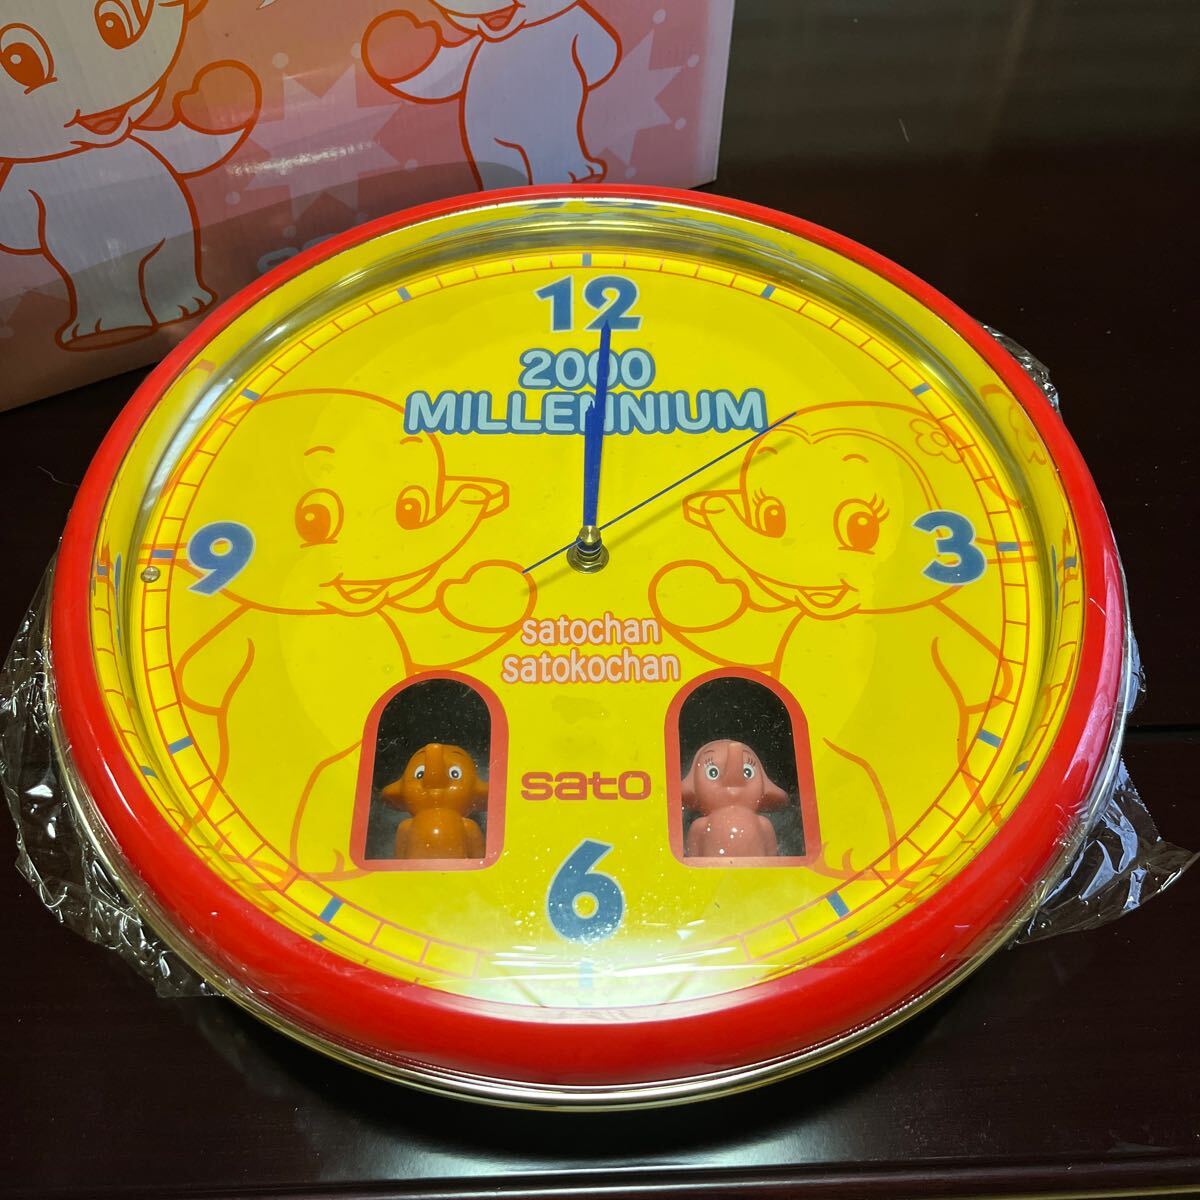 12
2000
MILLENNIUM
9
3
satochan
satokochan
sato
6